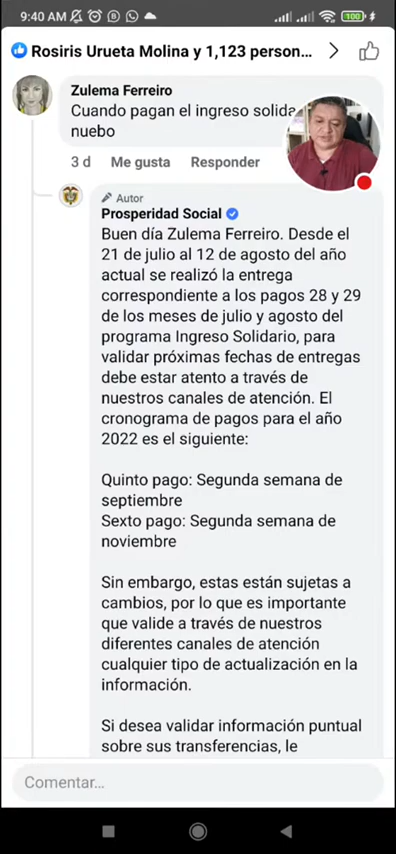 9:40 AM
100
Rosiris Urueta Molina y 1,123 person...
Zulema Ferreiro
Cuando pagan el ingreso solida
nuebo
3 d Me gusta Responder
Autor
Prosperidad Social
Buen día Zulema Ferreiro. Desde el
21 de julio al 12 de agosto del año
actual se realizó la entrega
correspondiente a los pagos 28 y 29
de los meses de julio y agosto del
programa Ingreso Solidario, para
validar próximas fechas de entregas
debe estar atento a través de
nuestros canales de atención. El
cronograma de pagos para el año
2022 es el siguiente:
Quinto pago: Segunda semana de
septiembre
Sexto pago: Segunda semana de
noviembre
Sin embargo, estas están sujetas a
cambios, por lo que es importante
que valide a través de nuestros
diferentes canales de atención
cualquier tipo de actualización en la
información.
Si desea validar información puntual
sobre sus transferencias, le
Comentar...